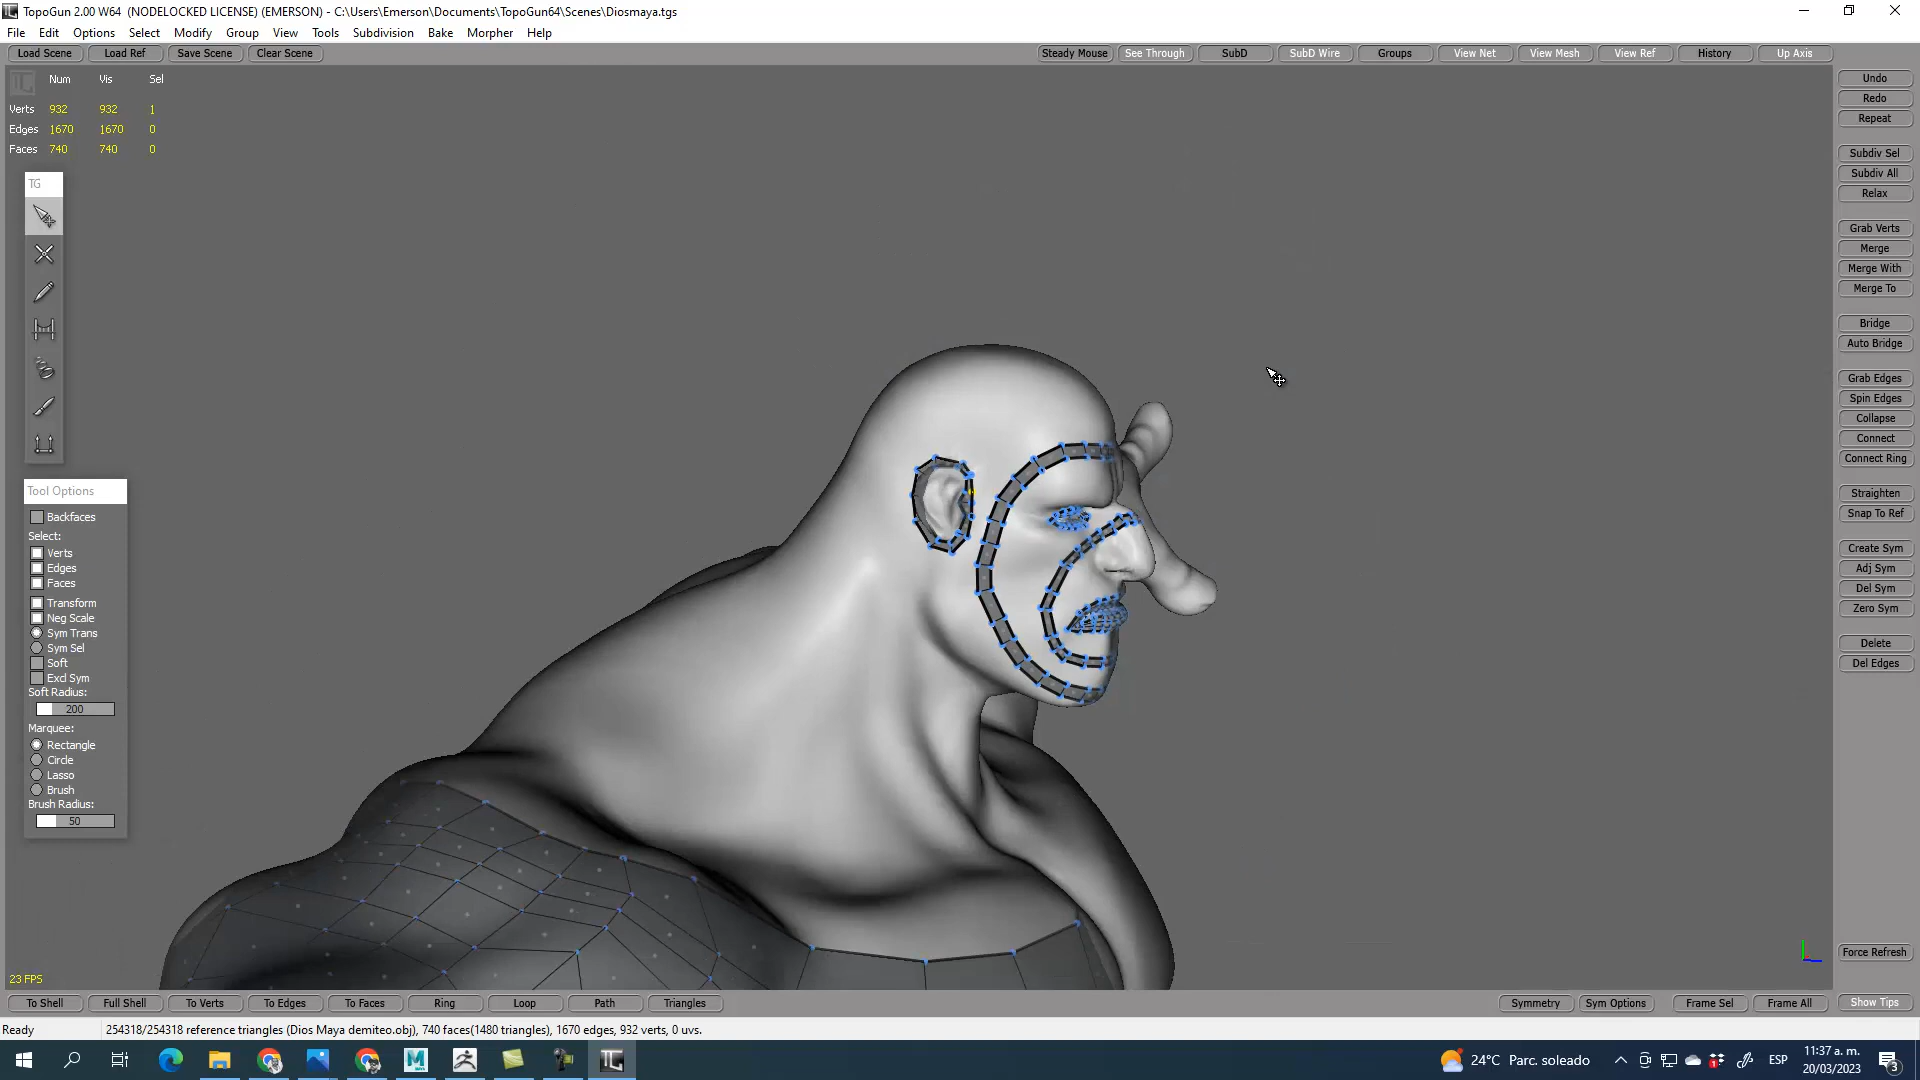 TopoGun 2.00 W64 (NODELOCKED LICENSE) (EMERSON) - C:\Users\Emerson\Documents\TopoGun64\Scenes\Diosmaya.tgs
File Edit Options Select Modify Group View Tools Subdivision Bake Morpher Help
Load Scene Load Ref Save Scene Clear Scene Steady Mouse See Through SubD SubD Wire Groups View Net View Mesh View Ref History Up Axis
Num Vis Sel
Verts 932 932 1
Edges 1670 1670 0
Faces 740 740 0
TG
Tool Options
Backfaces
Select:
Verts
Edges
Faces
Transform
Neg Scale
Sym Trans
Sym Sel
Soft
Excl Sym
Soft Radius:
200
Marquee:
Rectangle
Circle
Lasso
Brush
Brush Radius:
50
23 FPS
Undo
Redo
Repeat
Subdiv Sel
Subdiv All
Relax
Grab Verts
Merge
Merge With
Merge To
Bridge
Auto Bridge
Grab Edges
Spin Edges
Collapse
Connect
Connect Ring
Straighten
Snap To Ref
Create Sym
Adj Sym
Del Sym
Zero Sym
Delete
Del Edges
Force Refresh
To Shell Full Shell To Verts To Edges To Faces Ring Loop Path Triangles Symmetry Sym Options Frame Sel Frame All Show Tips
Ready 254318/254318 reference triangles (Dios Maya demiteo.obj), 740 faces(1480 triangles), 1670 edges, 932 verts, 0 uvs.
24°C Parc. soleado ESP 11:37 a. m.
20/03/2023
3